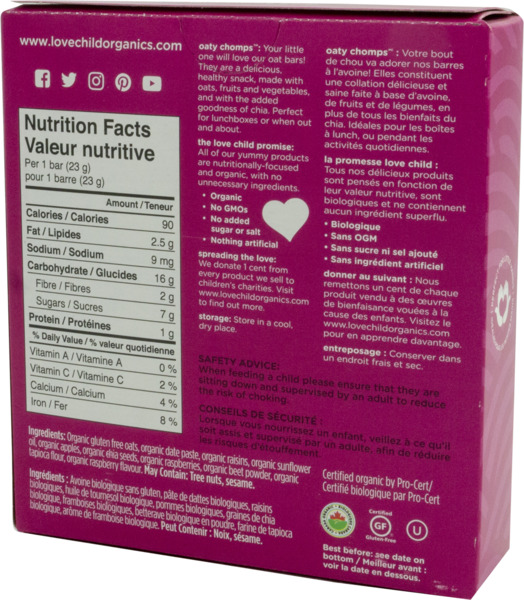 www.lovechildorganics.com
Nutrition Facts
Valeur nutritive
Per 1 bar (23 g)
pour 1 barre (23 g)
Amount / Teneur
Calories / Calories 90
Fat / Lipides 2.5 g
Sodium / Sodium 9 mg
Carbohydrate / Glucides 16 g
Fibre / Fibres 2 g
Sugars / Sucres 7 g
Protein / Protéines 1 g
% Daily Value / % valeur quotidienne
Vitamin A / Vitamine A 0 %
Vitamin C / Vitamine C 2 %
Calcium / Calcium 4 %
Iron / Fer 8 %
oaty chomps™: Your little
one will love our oat bars!
They are a delicious,
healthy snack, made with
oats, fruits and vegetables,
and with the added
goodness of chia. Perfect
for lunchboxes or when out
and about.
the love child promise:
All of our yummy products
are nutritionally-focused
and organic, with no
unnecessary ingredients.
• Organic
• No GMOs
• No added
sugar or salt
• Nothing artificial
spreading the love:
We donate 1 cent from
every product we sell to
children's charities. Visit
www.lovechildorganics.com
to find out more.
storage: Store in a cool,
dry place.
oaty chomps™ : Votre bout
de chou va adorer nos barres
à l'avoine! Elles constituent
une collation délicieuse et
saine faite à base d'avoine,
de fruits et de légumes, en
plus de tous les bienfaits du
chia. Idéales pour les boîtes
à lunch, ou pendant les
activités quotidiennes.
la promesse love child :
Tous nos délicieux produits
sont pensés en fonction de
leur valeur nutritive, sont
biologiques et ne contiennent
aucun ingrédient superflu.
• Biologique
• Sans OGM
• Sans sucre ni sel ajouté
• Sans ingrédient artificiel
donner au suivant : Nous
remettons un cent de chaque
produit vendu à des œuvres
de bienfaisance vouées à la
cause des enfants. Visitez le
www.lovechildorganics.com
pour en apprendre davantage.
entreposage : Conserver dans
un endroit frais et sec.
SAFETY ADVICE:
When feeding a child please ensure that they are
sitting down and supervised by an adult to reduce
the risk of choking.
CONSEILS DE SÉCURITÉ :
Lorsque vous nourrissez un enfant, veillez à ce qu'il
soit assis et supervisé par un adulte, afin de réduire
les risques d'étouffement.
Ingredients: Organic gluten free oats, organic date paste, organic raisins, organic sunflower
oil, organic apples, organic chia seeds, organic raspberries, organic beet powder, organic
tapioca flour, organic raspberry flavour. May Contain: Tree nuts, sesame.
Ingrédients : Avoine biologique sans gluten, pâte de dattes biologiques, raisins
biologiques, huile de tournesol biologique, pommes biologiques, graines de chia
biologique, framboises biologiques, betterave biologique en poudre, farine de tapioca
biologique, arôme de framboise biologique. Peut Contenir : Noix, sésame.
Certified organic by Pro-Cert/
Certifié biologique par Pro-Cert
Certified
GF
Gluten-Free
U
Best before: see date on
bottom / Meilleur avant :
voir la date en dessous.